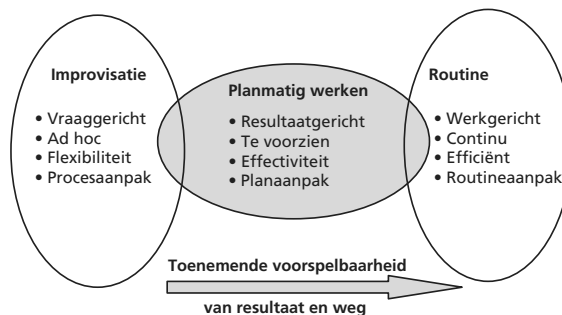 Improvisatie
• Vraaggericht
• Ad hoc
• Flexibiliteit
• Procesaanpak
Planmatig werken
• Resultaatgericht
• Te voorzien
• Effectiviteit
• Planaanpak
Routine
• Werkgericht
• Continu
• Efficiënt
• Routineaanpak
Toenemende voorspelbaarheid
van resultaat en weg